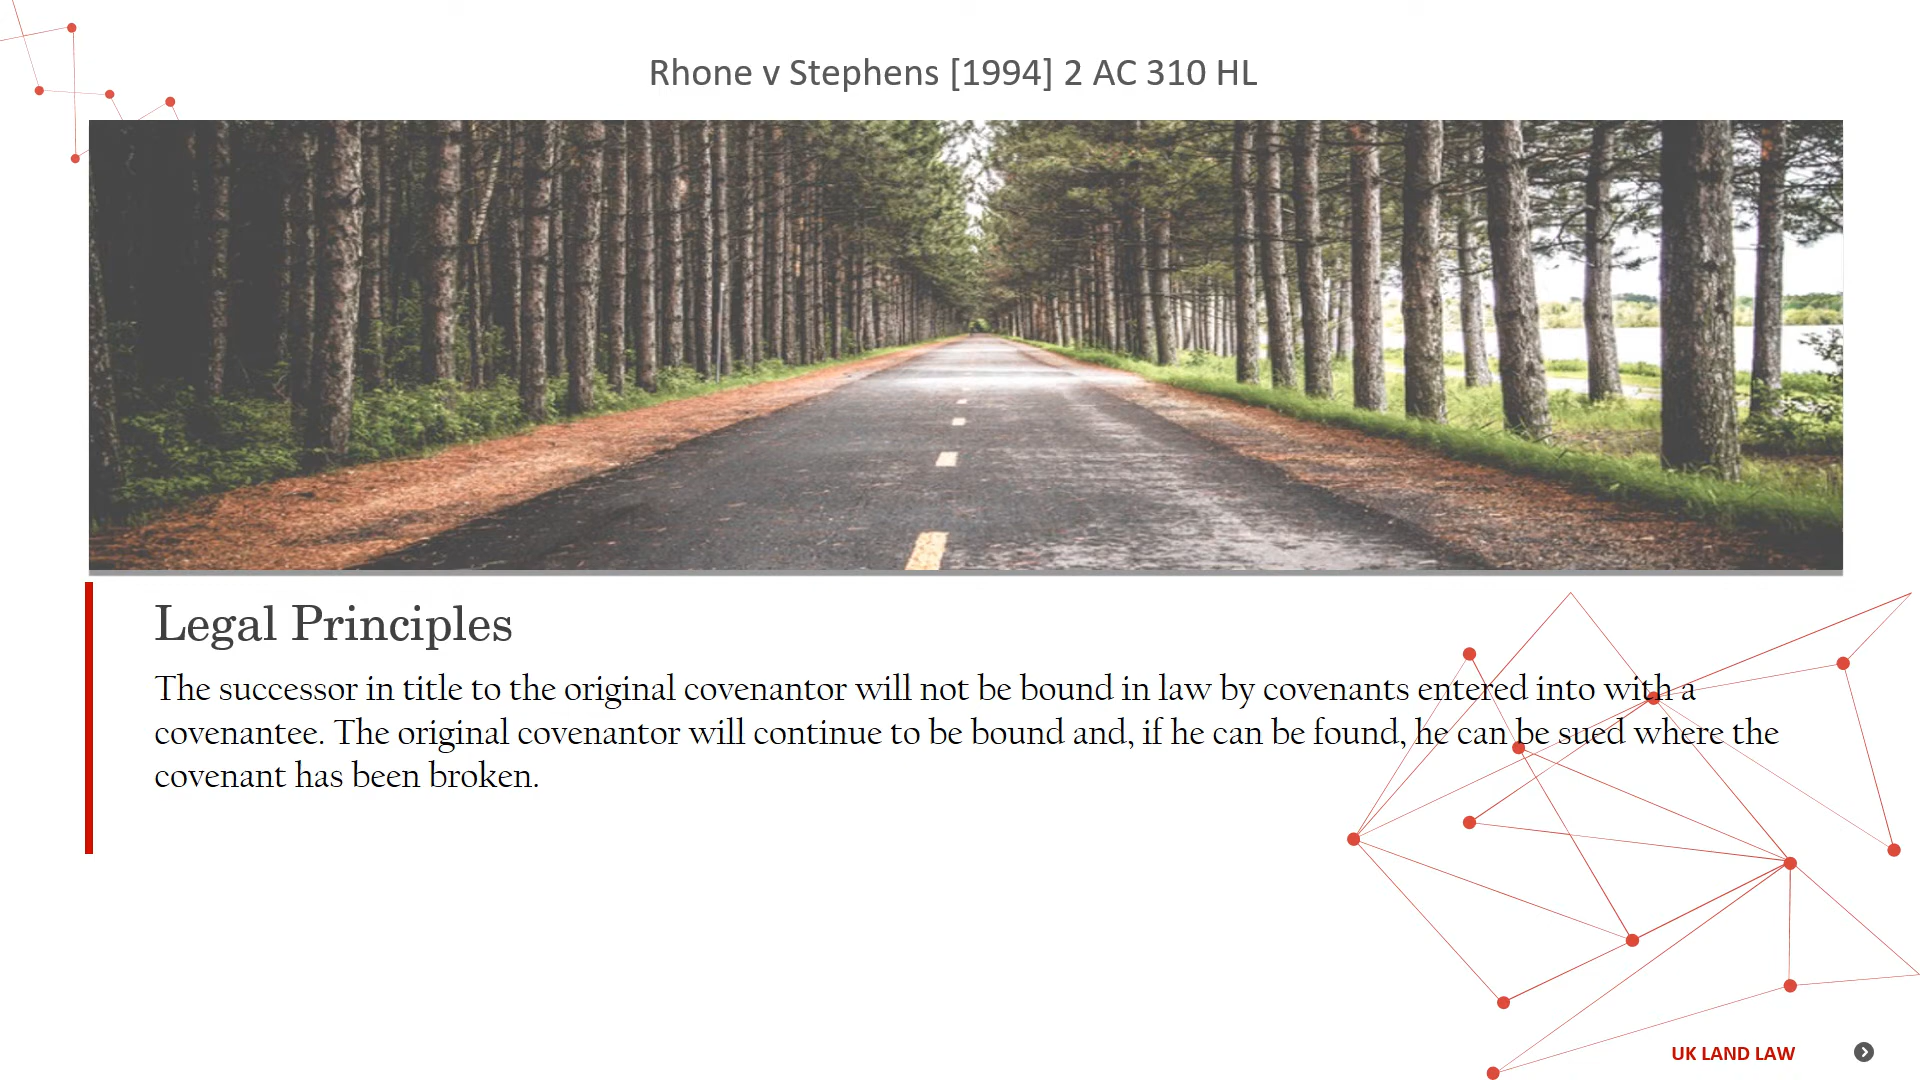 Rhone v Stephens [1994] 2 AC 310 HL
Legal Principles
The successor in title to the original covenantor will not be bound in law by covenants entered into with a
covenantee. The original covenantor will continue to be bound and, if he can be found, he can be sued where the
covenant has been broken.
UK LAND LAW